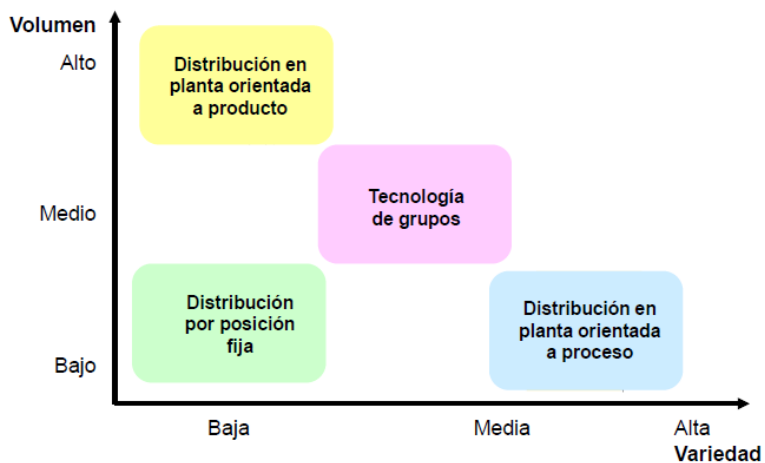 Volumen
Alto
Distribución en
planta orientada
a producto
Medio
Tecnología
de grupos
Distribución
por posición
fija
Distribución en
planta orientada
a proceso
Bajo
Baja
Media
Alta
Variedad